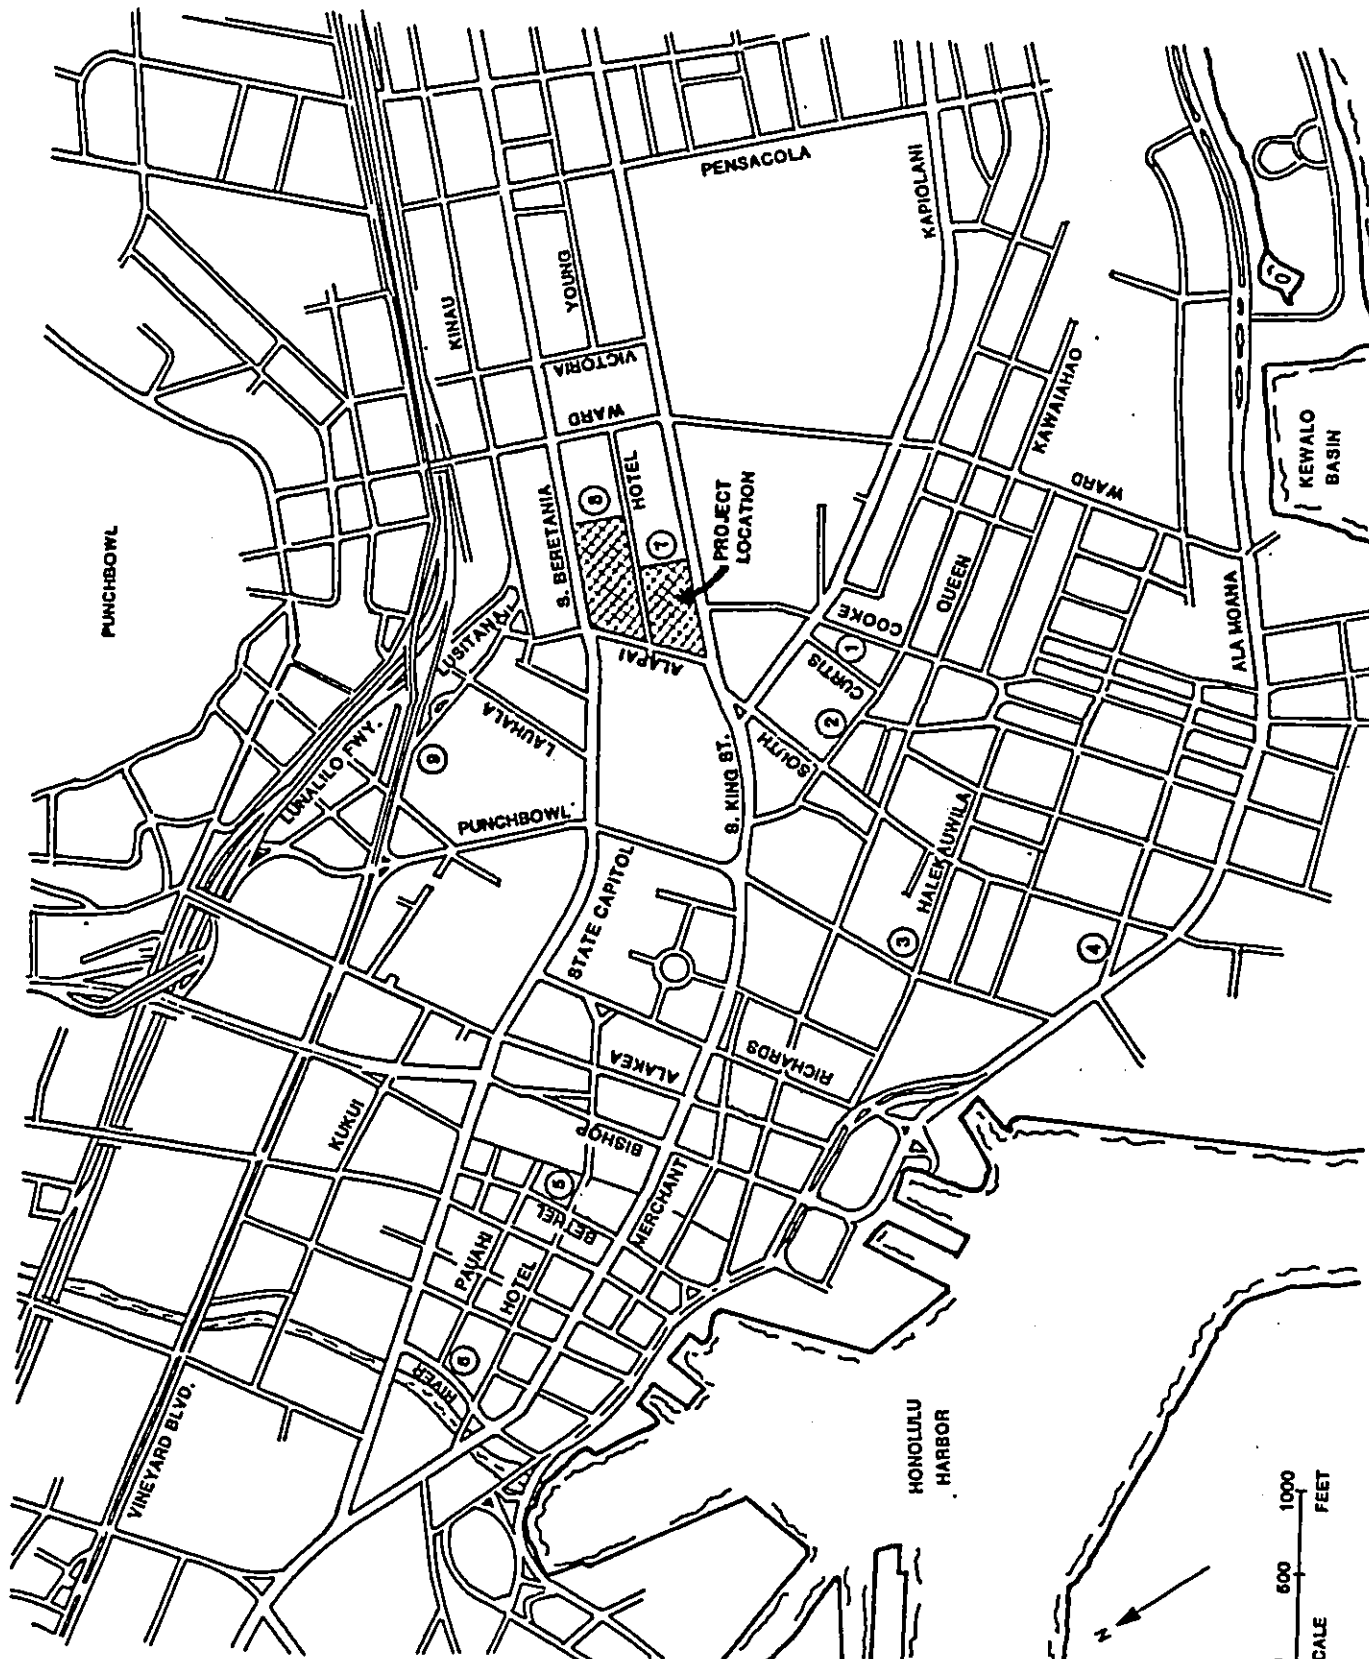 PUNCHBOWL
PENSACOLA
KAPIOLANI
KINAU
YOUNG
VICTORIA
WARD
KAWAIAHAO
KEWALO
BASIN
S. BERETANIA
8
HOTEL
7
PROJECT
LOCATION
WARD
QUEEN
COOKE
ALA MOANA
LUSITANA
ALAPAI
1
CURTIS
2
LAUHALA
9
LUNALILO FWY.
SOUTH
S. KING ST.
PUNCHBOWL
HALEKAUWILA
STATE CAPITOL
3
4
ALAKEA
RICHARDS
KUKUI
BISHOP
5
BETHEL
MERCHANT
PAUAHI
HOTEL
6
RIVER
VINEYARD BLVD.
HONOLULU
HARBOR
N
500
1000
CALE
FEET